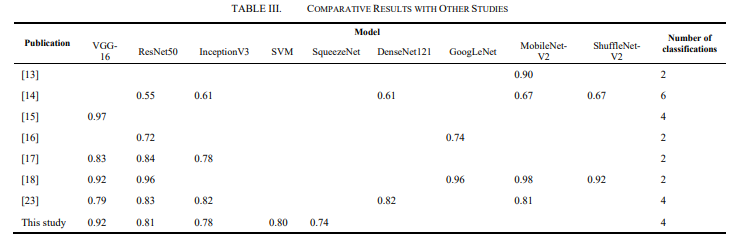 TABLE III. COMPARATIVE RESULTS WITH OTHER STUDIES
Publication Model Number of classifications
VGG-16 ResNet50 InceptionV3 SVM SqueezeNet DenseNet121 GoogLeNet MobileNet-V2 ShuffleNet-V2
[13] 0.90 2
[14] 0.55 0.61 0.61 0.67 0.67 6
[15] 0.97 4
[16] 0.72 0.74 2
[17] 0.83 0.84 0.78 2
[18] 0.92 0.96 0.96 0.98 0.92 2
[23] 0.79 0.83 0.82 0.82 0.81 4
This study 0.92 0.81 0.78 0.80 0.74 4